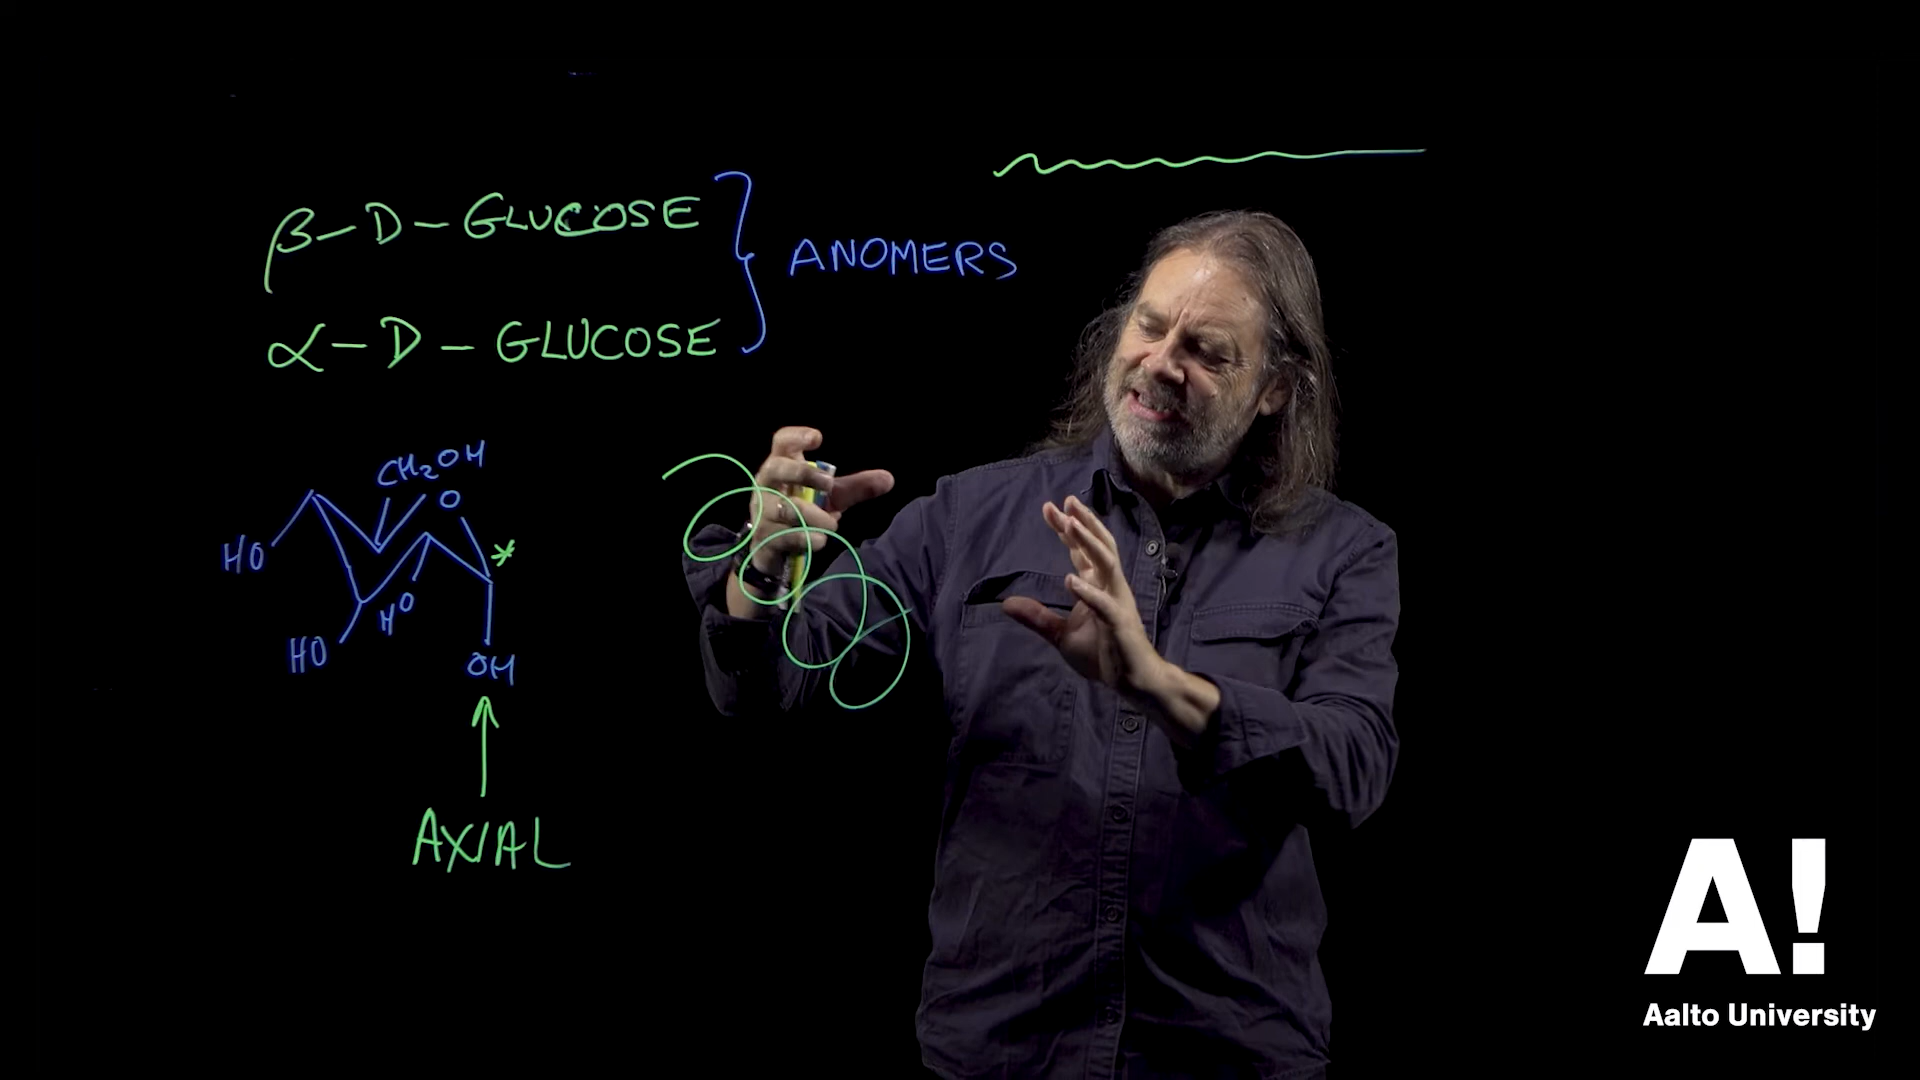 β-D-GLUCOSE
α-D-GLUCOSE
ANOMERS
CH₂OH
O
HO
*
HO
HO
OH
AXIAL
A!
Aalto University